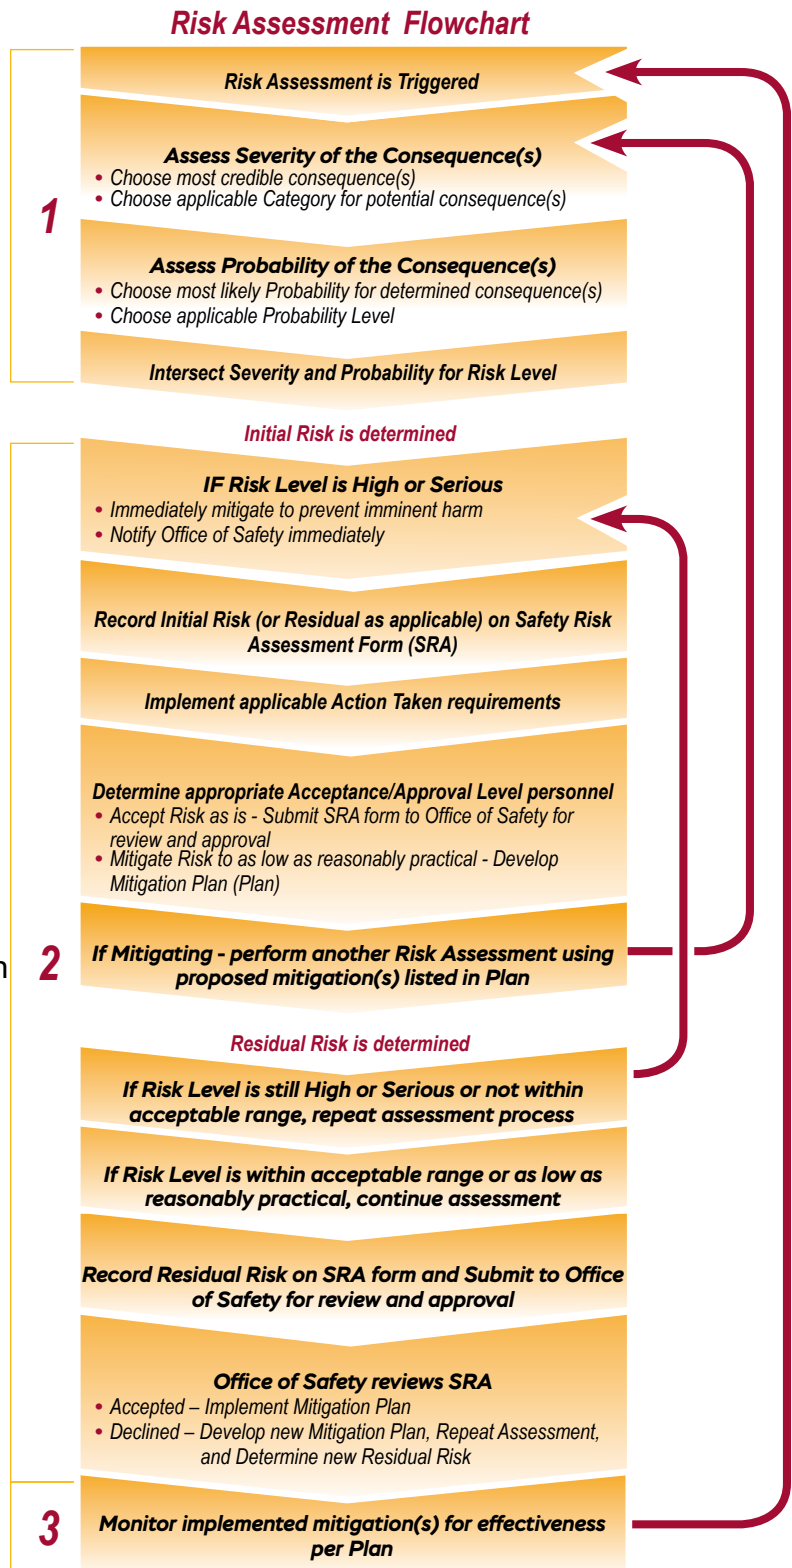 Risk Assessment Flowchart
Risk Assessment is Triggered
Assess Severity of the Consequence(s)
• Choose most credible consequence(s)
• Choose applicable Category for potential consequence(s)
1
Assess Probability of the Consequence(s)
• Choose most likely Probability for determined consequence(s)
• Choose applicable Probability Level
Intersect Severity and Probability for Risk Level
Initial Risk is determined
IF Risk Level is High or Serious
• Immediately mitigate to prevent imminent harm
• Notify Office of Safety immediately
Record Initial Risk (or Residual as applicable) on Safety Risk
Assessment Form (SRA)
Implement applicable Action Taken requirements
Determine appropriate Acceptance/Approval Level personnel
• Accept Risk as is - Submit SRA form to Office of Safety for
review and approval
• Mitigate Risk to as low as reasonably practical - Develop
Mitigation Plan (Plan)
2
If Mitigating - perform another Risk Assessment using
proposed mitigation(s) listed in Plan
Residual Risk is determined
If Risk Level is still High or Serious or not within
acceptable range, repeat assessment process
If Risk Level is within acceptable range or as low as
reasonably practical, continue assessment
Record Residual Risk on SRA form and Submit to Office
of Safety for review and approval
Office of Safety reviews SRA
• Accepted – Implement Mitigation Plan
• Declined – Develop new Mitigation Plan, Repeat Assessment,
and Determine new Residual Risk
3
Monitor implemented mitigation(s) for effectiveness
per Plan